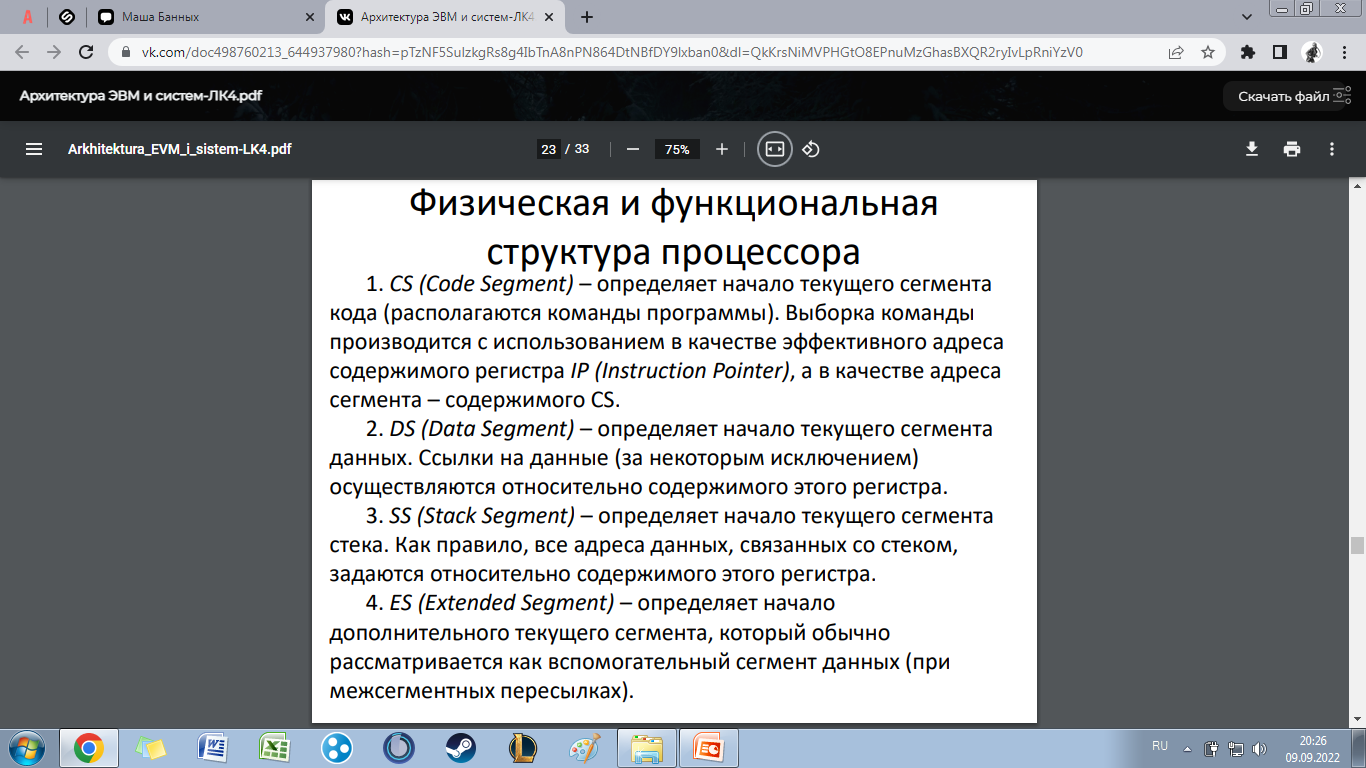 Маша Банных
Архитектура ЭВМ и систем-ЛК4
vk.com/doc498760213_644937980?hash=pTzNF5SulzkgRs8g4IbTnA8nPN864DtNBfDY9lxban0&dl=QkKrsNiMVPHGtO8EPnuMzGhasBXQR2ryIvLpRniYzV0
Архитектура ЭВМ и систем-ЛК4.pdf
Скачать файл
Arkhitektura_EVM_i_sistem-LK4.pdf
23 / 33
75%
Физическая и функциональная
структура процессора
1. CS (Code Segment) – определяет начало текущего сегмента
кода (располагаются команды программы). Выборка команды
производится с использованием в качестве эффективного адреса
содержимого регистра IP (Instruction Pointer), а в качестве адреса
сегмента – содержимого CS.
2. DS (Data Segment) – определяет начало текущего сегмента
данных. Ссылки на данные (за некоторым исключением)
осуществляются относительно содержимого этого регистра.
3. SS (Stack Segment) – определяет начало текущего сегмента
стека. Как правило, все адреса данных, связанных со стеком,
задаются относительно содержимого этого регистра.
4. ES (Extended Segment) – определяет начало
дополнительного текущего сегмента, который обычно
рассматривается как вспомогательный сегмент данных (при
межсегментных пересылках).
RU
20:26
09.09.2022